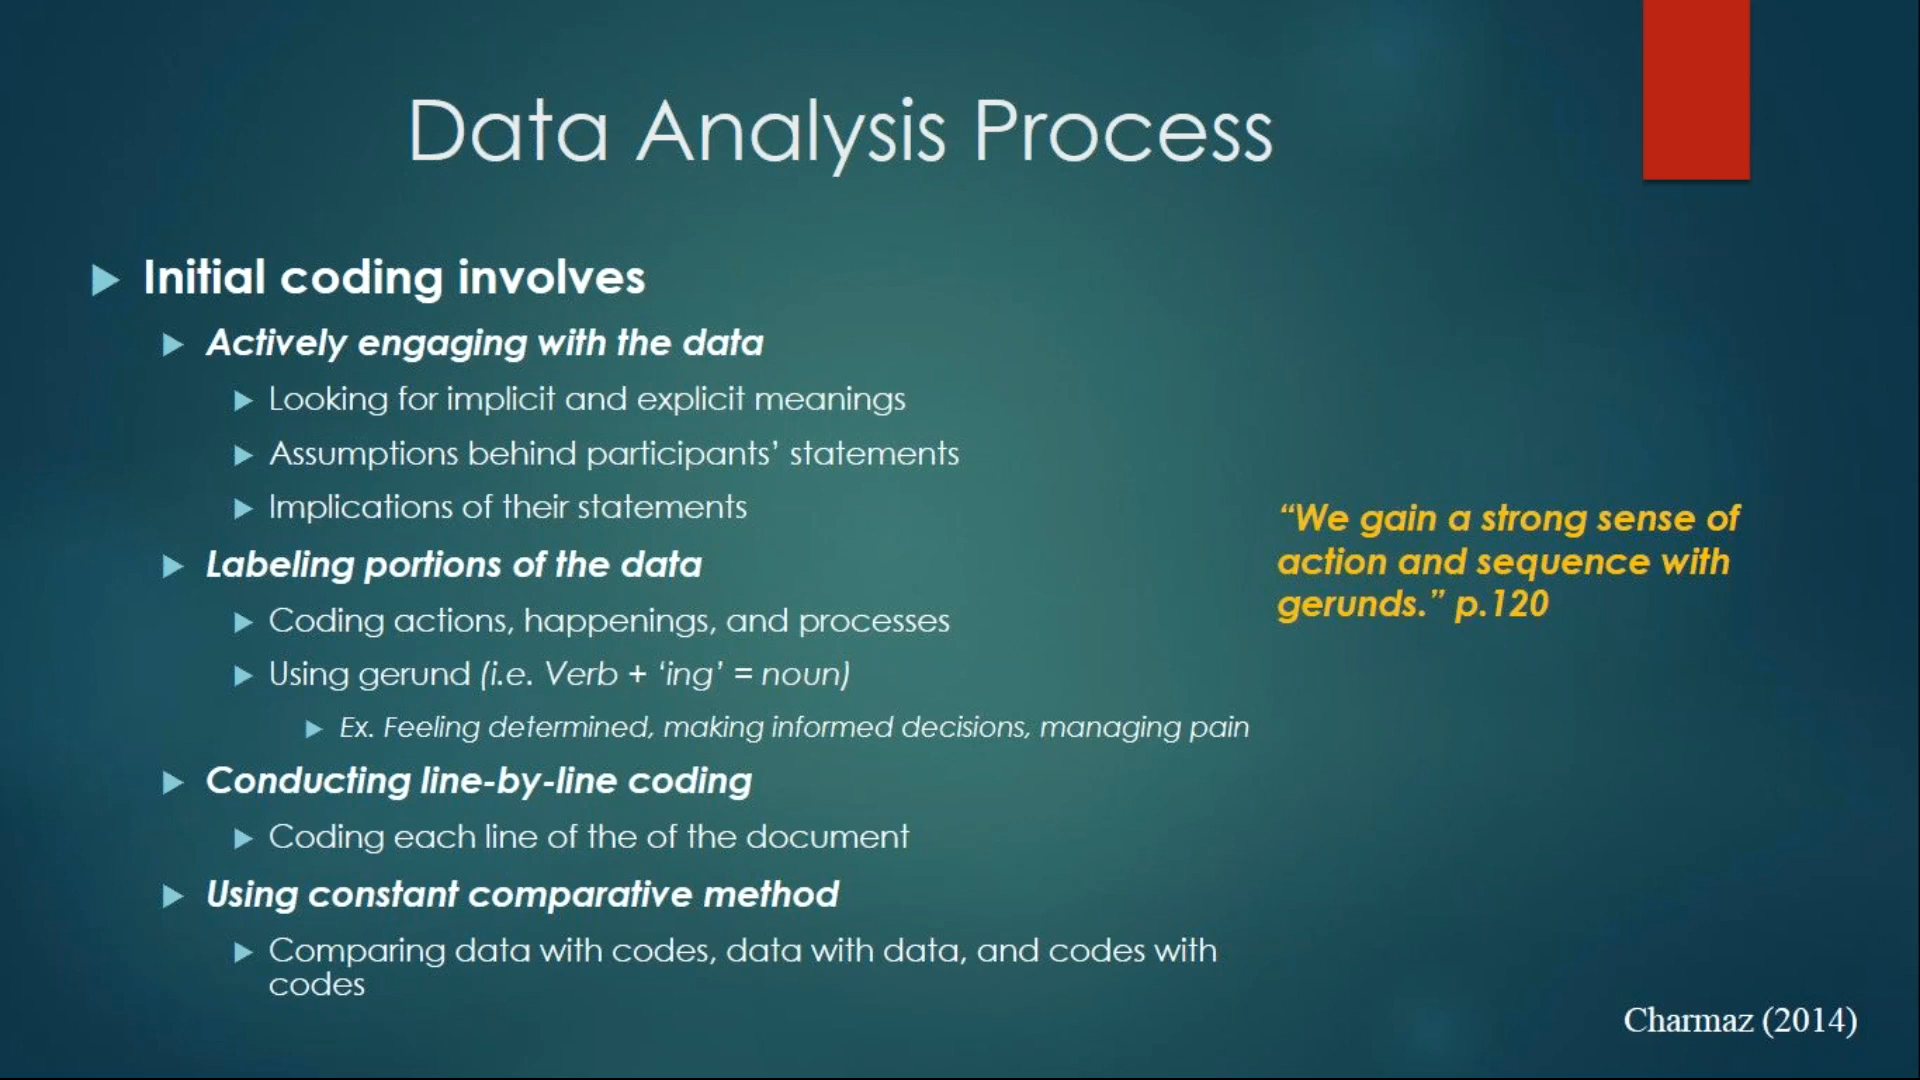 Data Analysis Process
Initial coding involves
Actively engaging with the data
Looking for implicit and explicit meanings
Assumptions behind participants’ statements
Implications of their statements
Labeling portions of the data
Coding actions, happenings, and processes
Using gerund (i.e. Verb + ‘ing’ = noun)
Ex. Feeling determined, making informed decisions, managing pain
Conducting line-by-line coding
Coding each line of the of the document
Using constant comparative method
Comparing data with codes, data with data, and codes with
codes
“We gain a strong sense of
action and sequence with
gerunds.” p.120
Charmaz (2014)